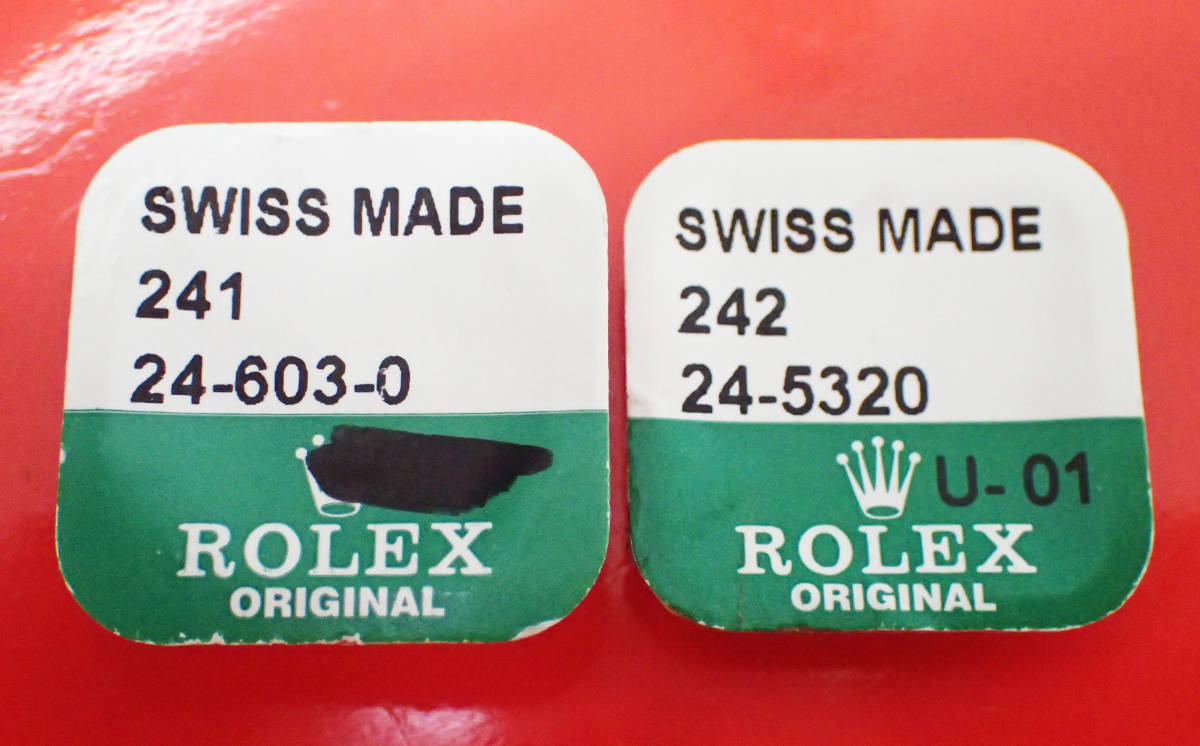 SWISS MADE
241
24-603-0
ROLEX
ORIGINAL
SWISS MADE
242
24-5320
U-01
ROLEX
ORIGINAL